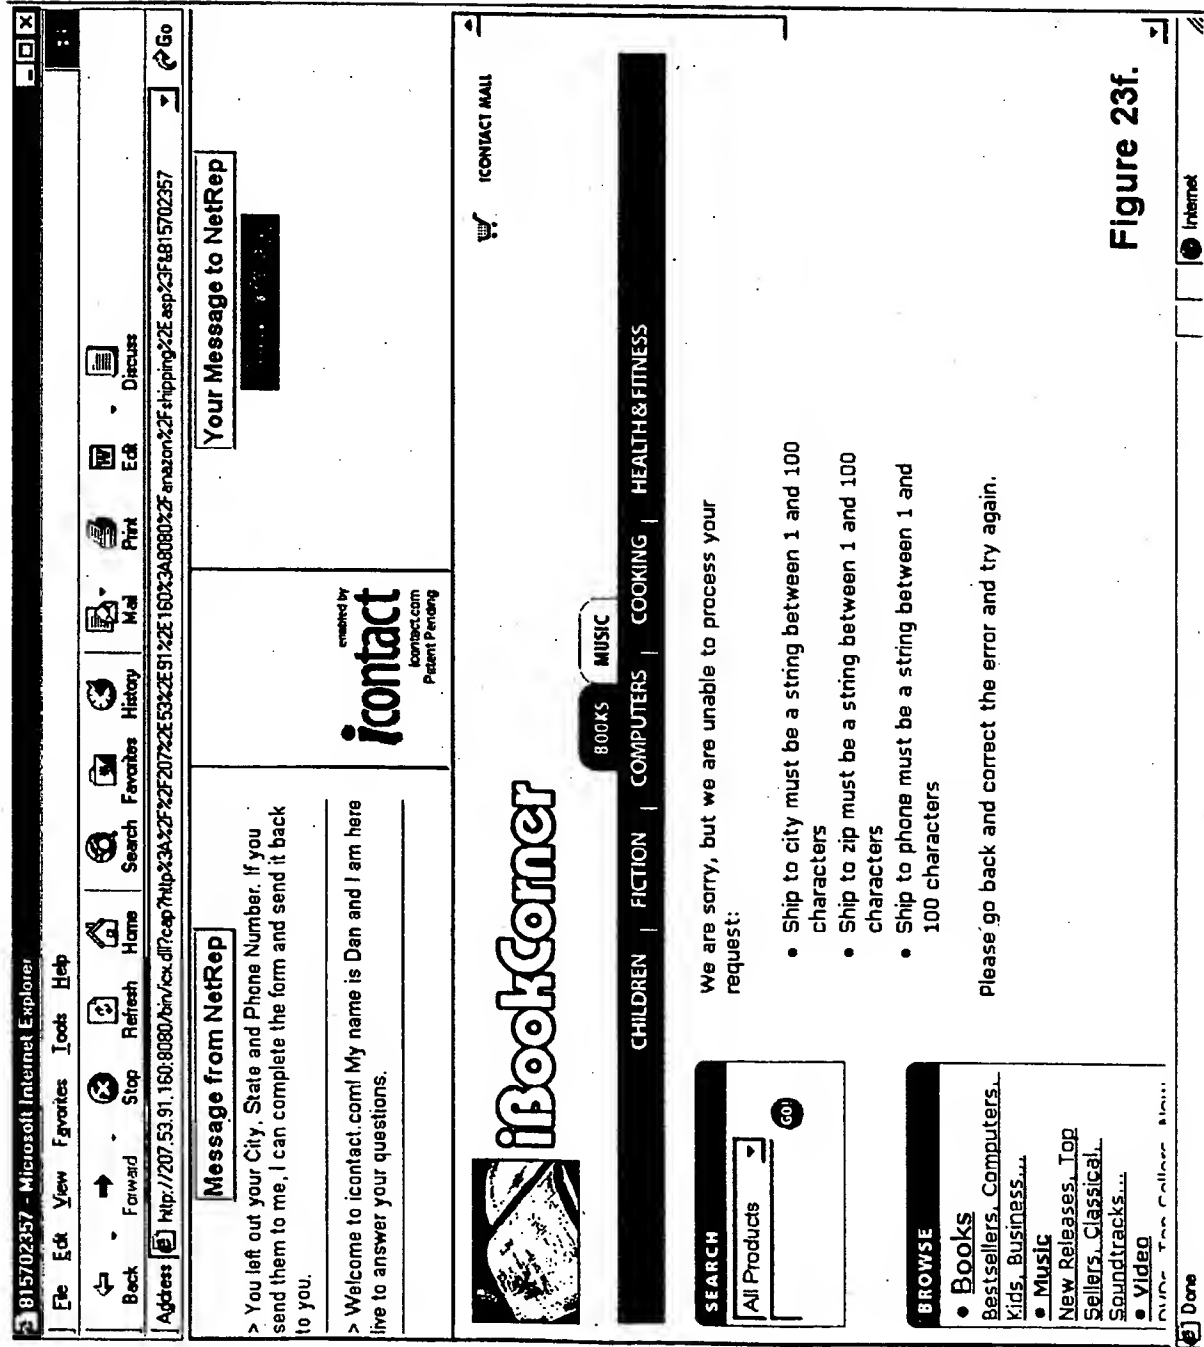 815702357 - Microsoft Internet Explorer
File Edit View Favorites Tools Help
Back Forward Stop Refresh Home Search Favorites History Mail Print Edit Discuss
Address http://207.53.91.160:8080/bin/icx.dll?cap?http%3A%2F%2F207%2E53%2E91%2E160%3A8080%2Fanazon%2Fshipping%2Easp%3F&815702357 Go
Message from NetRep
> You left out your City, State and Phone Number. If you
send them to me, I can complete the form and send it back
to you.
> Welcome to icontact.com! My name is Dan and I am here
live to answer your questions.
enabled by
icontact
icontact.com
Patent Pending
Your Message to NetRep
iBookCorner
ICONTACT MALL
BOOKS MUSIC
CHILDREN | FICTION | COMPUTERS | COOKING | HEALTH & FITNESS
SEARCH
All Products
GO!
BROWSE
• Books
Bestsellers, Computers,
Kids, Business...
• Music
New Releases, Top
Sellers, Classical,
Soundtracks...
• Video
We are sorry, but we are unable to process your
request:
• Ship to city must be a string between 1 and 100
characters
• Ship to zip must be a string between 1 and 100
characters
• Ship to phone must be a string between 1 and
100 characters
Please go back and correct the error and try again.
Figure 23f.
Done Internet